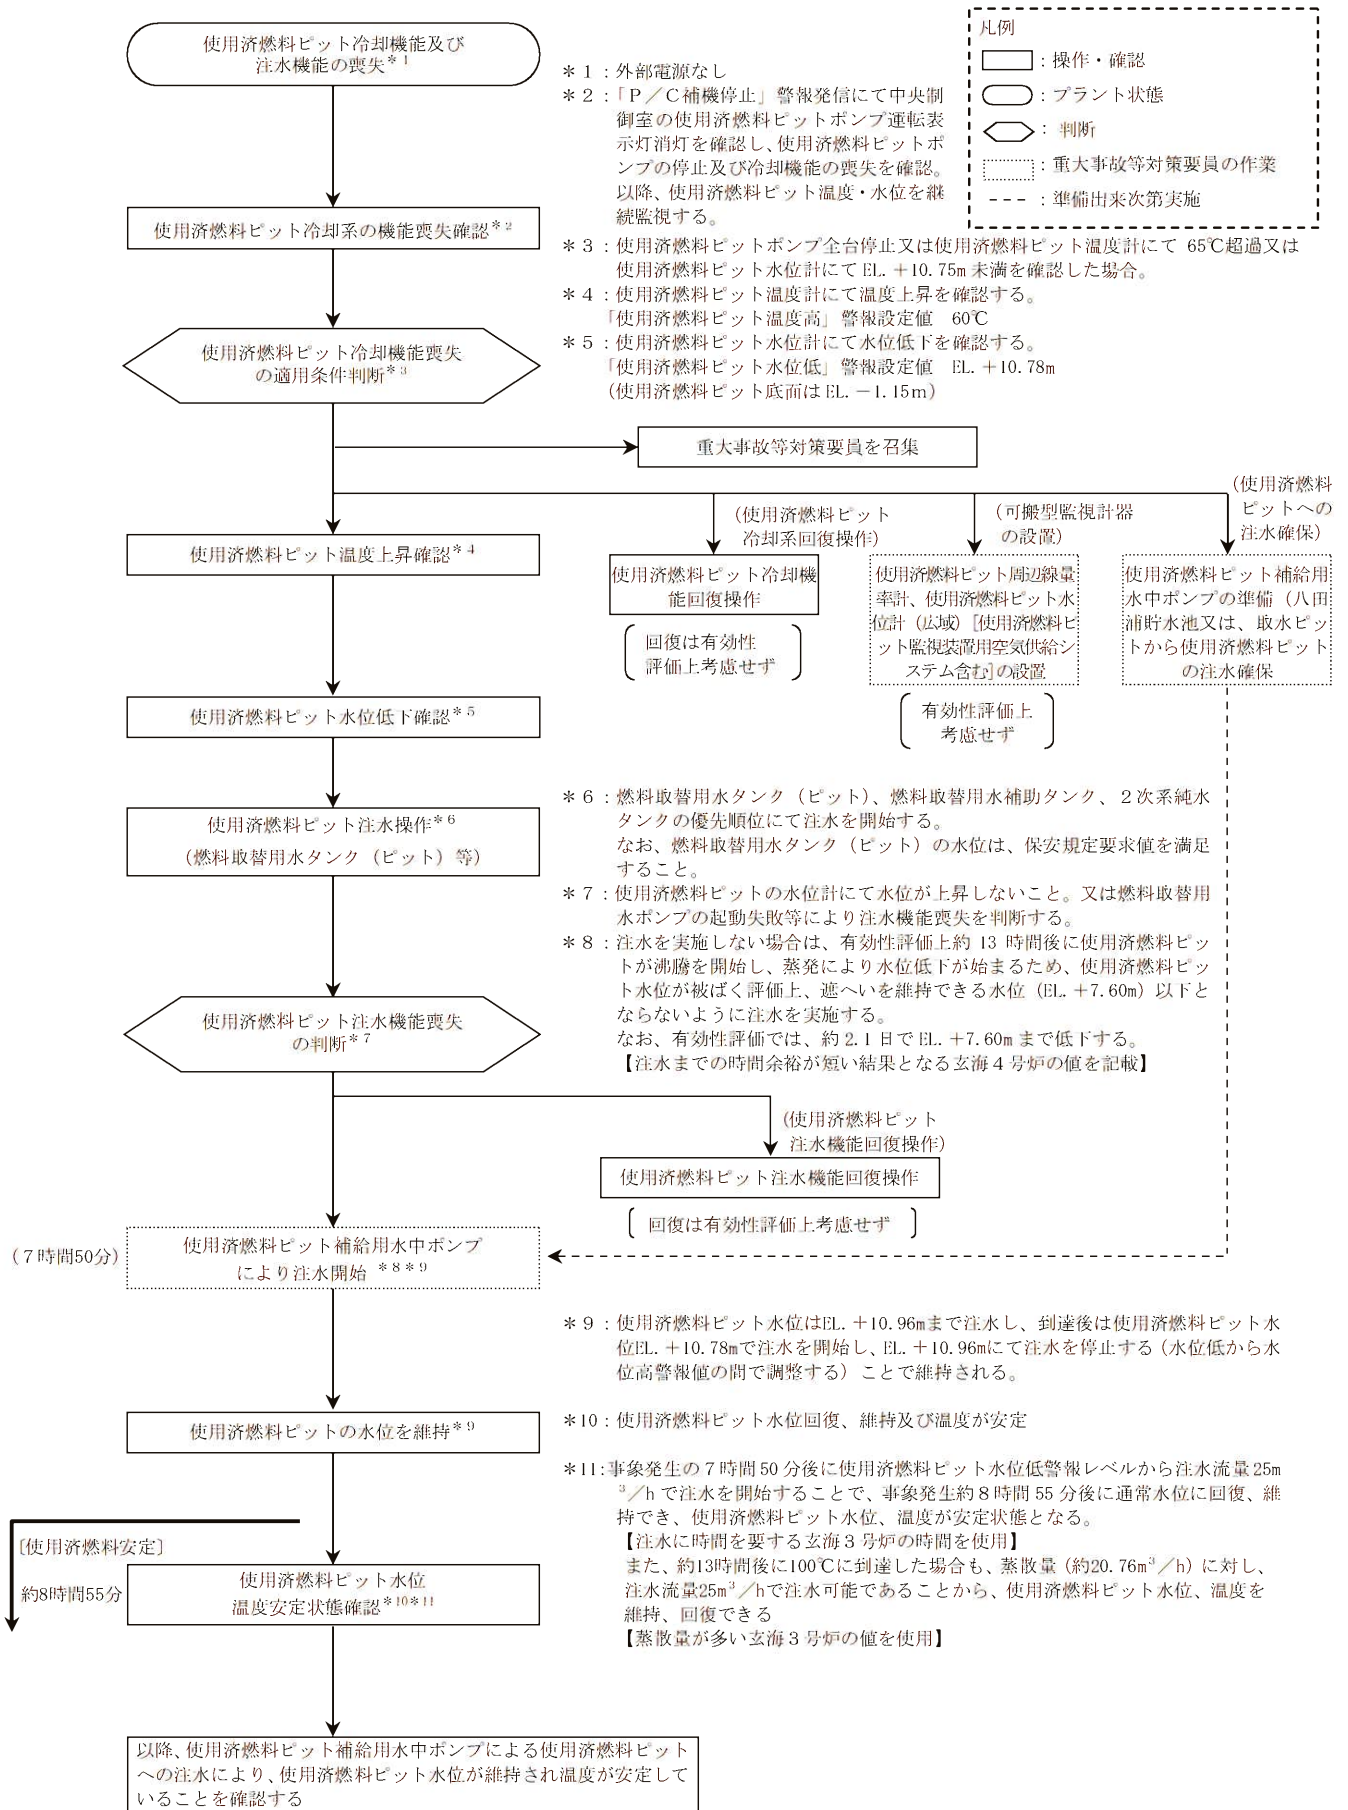 使用済燃料ピット冷却機能及び
注水機能の喪失＊1
凡例
：操作・確認
：プラント状態
： 判断
：重大事故等対策要員の作業
：準備出来次第実施
＊１：外部電源なし
＊２：「Ｐ／Ｃ補機停止」警報発信にて中央制
御室の使用済燃料ピットポンプ運転表
示灯消灯を確認し、使用済燃料ピットポ
ンプの停止及び冷却機能の喪失を確認。
以降、使用済燃料ピット温度・水位を継
続監視する。
使用済燃料ピット冷却系の機能喪失確認＊2
＊３：使用済燃料ピットポンプ全台停止又は使用済燃料ピット温度計にて 65℃超過又は
使用済燃料ピット水位計にて EL.＋10.75m 未満を確認した場合。
＊４：使用済燃料ピット温度計にて温度上昇を確認する。
「使用済燃料ピット温度高」警報設定値　60℃
＊５：使用済燃料ピット水位計にて水位低下を確認する。
「使用済燃料ピット水位低」警報設定値　EL.＋10.78m
（使用済燃料ピット底面は EL.－1.15m）
使用済燃料ピット冷却機能喪失
の適用条件判断＊3
重大事故等対策要員を召集
（使用済燃料ピット
冷却系回復操作）
（可搬型監視計器
の設置）
（使用済燃料
ピットへの
注水確保）
使用済燃料ピット温度上昇確認＊4
使用済燃料ピット冷却機
能回復操作
回復は有効性
評価上考慮せず
使用済燃料ピット周辺線量
率計、使用済燃料ピット水
位計（広域）［使用済燃料ピ
ット監視装置用空気供給シ
ステム含む］の設置
有効性評価上
考慮せず
使用済燃料ピット補給用
水中ポンプの準備（八田
浦貯水池又は、取水ピッ
トから使用済燃料ピット
の注水確保
使用済燃料ピット水位低下確認＊5
使用済燃料ピット注水操作＊6
（燃料取替用水タンク（ピット）等）
＊６：燃料取替用水タンク（ピット）、燃料取替用水補助タンク、２次系純水
タンクの優先順位にて注水を開始する。
なお、燃料取替用水タンク（ピット）の水位は、保安規定要求値を満足
すること。
＊７：使用済燃料ピットの水位計にて水位が上昇しないこと。又は燃料取替用
水ポンプの起動失敗等により注水機能喪失を判断する。
＊８：注水を実施しない場合は、有効性評価上約 13 時間後に使用済燃料ピッ
トが沸騰を開始し、蒸発により水位低下が始まるため、使用済燃料ピッ
ト水位が被ばく評価上、遮へいを維持できる水位（EL.＋7.60m）以下と
ならないように注水を実施する。
なお、有効性評価では、約 2.1 日で EL.＋7.60m まで低下する。
【注水までの時間余裕が短い結果となる玄海４号炉の値を記載】
使用済燃料ピット注水機能喪失
の判断＊7
（使用済燃料ピット
注水機能回復操作）
使用済燃料ピット注水機能回復操作
回復は有効性評価上考慮せず
（７時間50分）
使用済燃料ピット補給用水中ポンプ
により注水開始 ＊8＊9
＊９：使用済燃料ピット水位はEL.＋10.96mまで注水し、到達後は使用済燃料ピット水
位EL.＋10.78mで注水を開始し、EL.＋10.96mにて注水を停止する（水位低から水
位高警報値の間で調整する）ことで維持される。
使用済燃料ピットの水位を維持＊9
＊10：使用済燃料ピット水位回復、維持及び温度が安定
＊11：事象発生の７時間 50 分後に使用済燃料ピット水位低警報レベルから注水流量 25m
3／h で注水を開始することで、事象発生約８時間 55 分後に通常水位に回復、維
持でき、使用済燃料ピット水位、温度が安定状態となる。
【注水に時間を要する玄海３号炉の時間を使用】
また、約13時間後に100℃に到達した場合も、蒸散量（約20.76m3／h）に対し、
注水流量25m3／hで注水可能であることから、使用済燃料ピット水位、温度を
維持、回復できる
【蒸散量が多い玄海３号炉の値を使用】
［使用済燃料安定］
約8時間55分
使用済燃料ピット水位
温度安定状態確認＊10＊11
以降、使用済燃料ピット補給用水中ポンプによる使用済燃料ピット
への注水により、使用済燃料ピット水位が維持され温度が安定して
いることを確認する